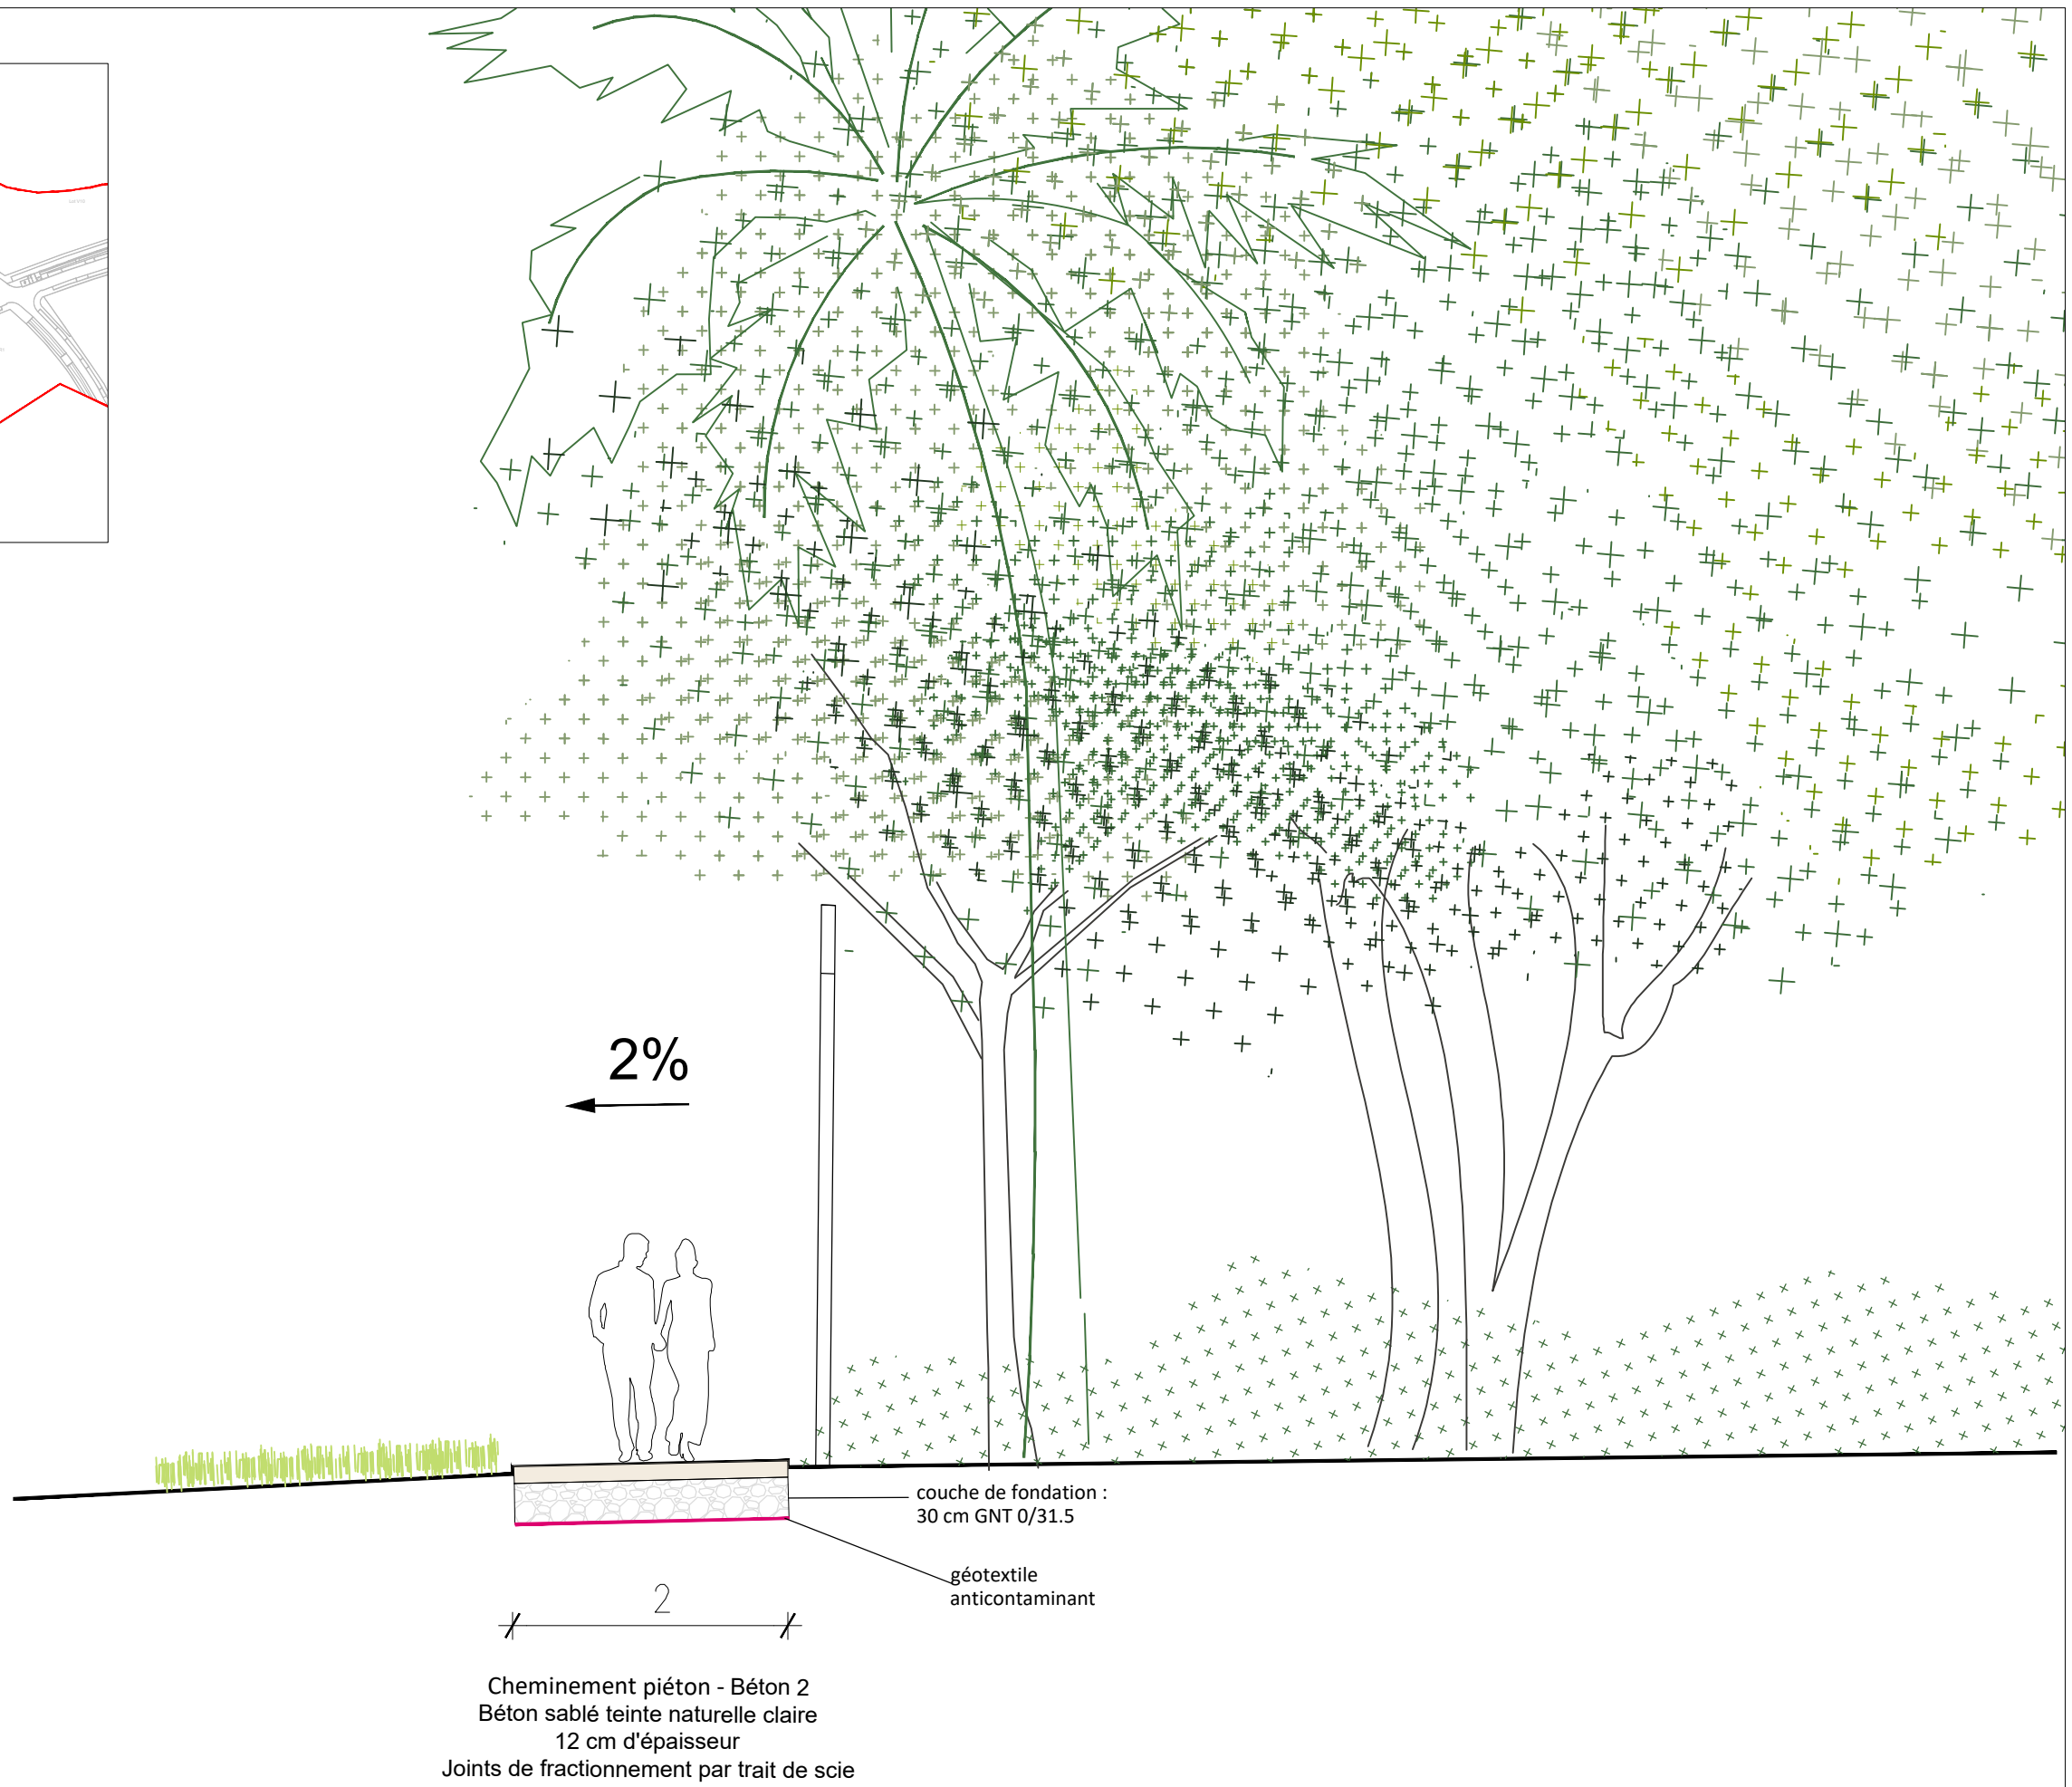 2%
couche de fondation :
30 cm GNT 0/31.5
géotextile
anticontaminant
2
Cheminement piéton - Béton 2
Béton sablé teinte naturelle claire
12 cm d'épaisseur
Joints de fractionnement par trait de scie